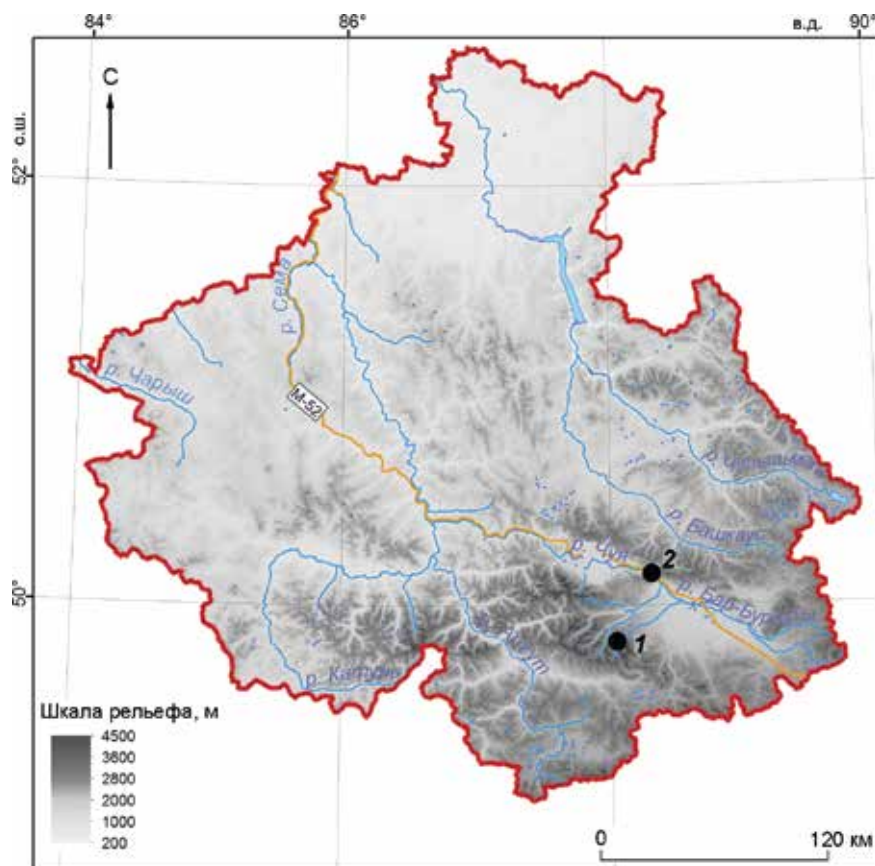 84° 86° 90°
в.д.
С
52° с.ш.
р. Сема
р. Чарыш
М-52
р. Чулышман
р. Башкаус
р. Чуя
2
р. Бар-Бургазы
50°
1
р. Аргут
р. Катунь
Шкала рельефа, м
4500
3600
2800
2000
1000
200
0 120 км